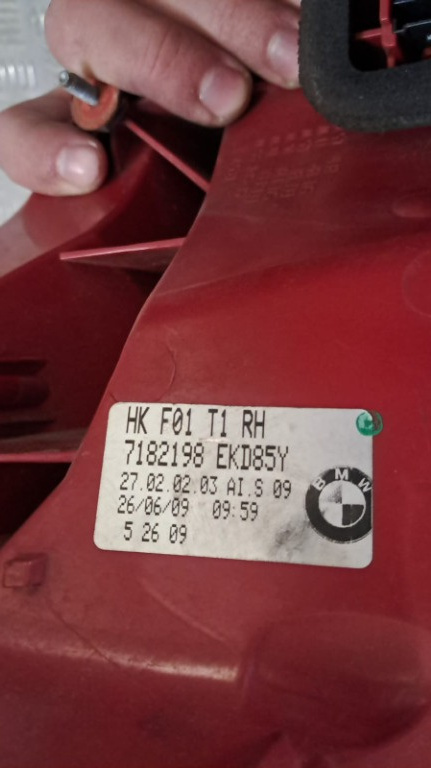 HK F01 T1 RH
7182198 EKD85Y
27.02.02.03 AI.S 09
26/06/09 09:59
5 26 09
BMW